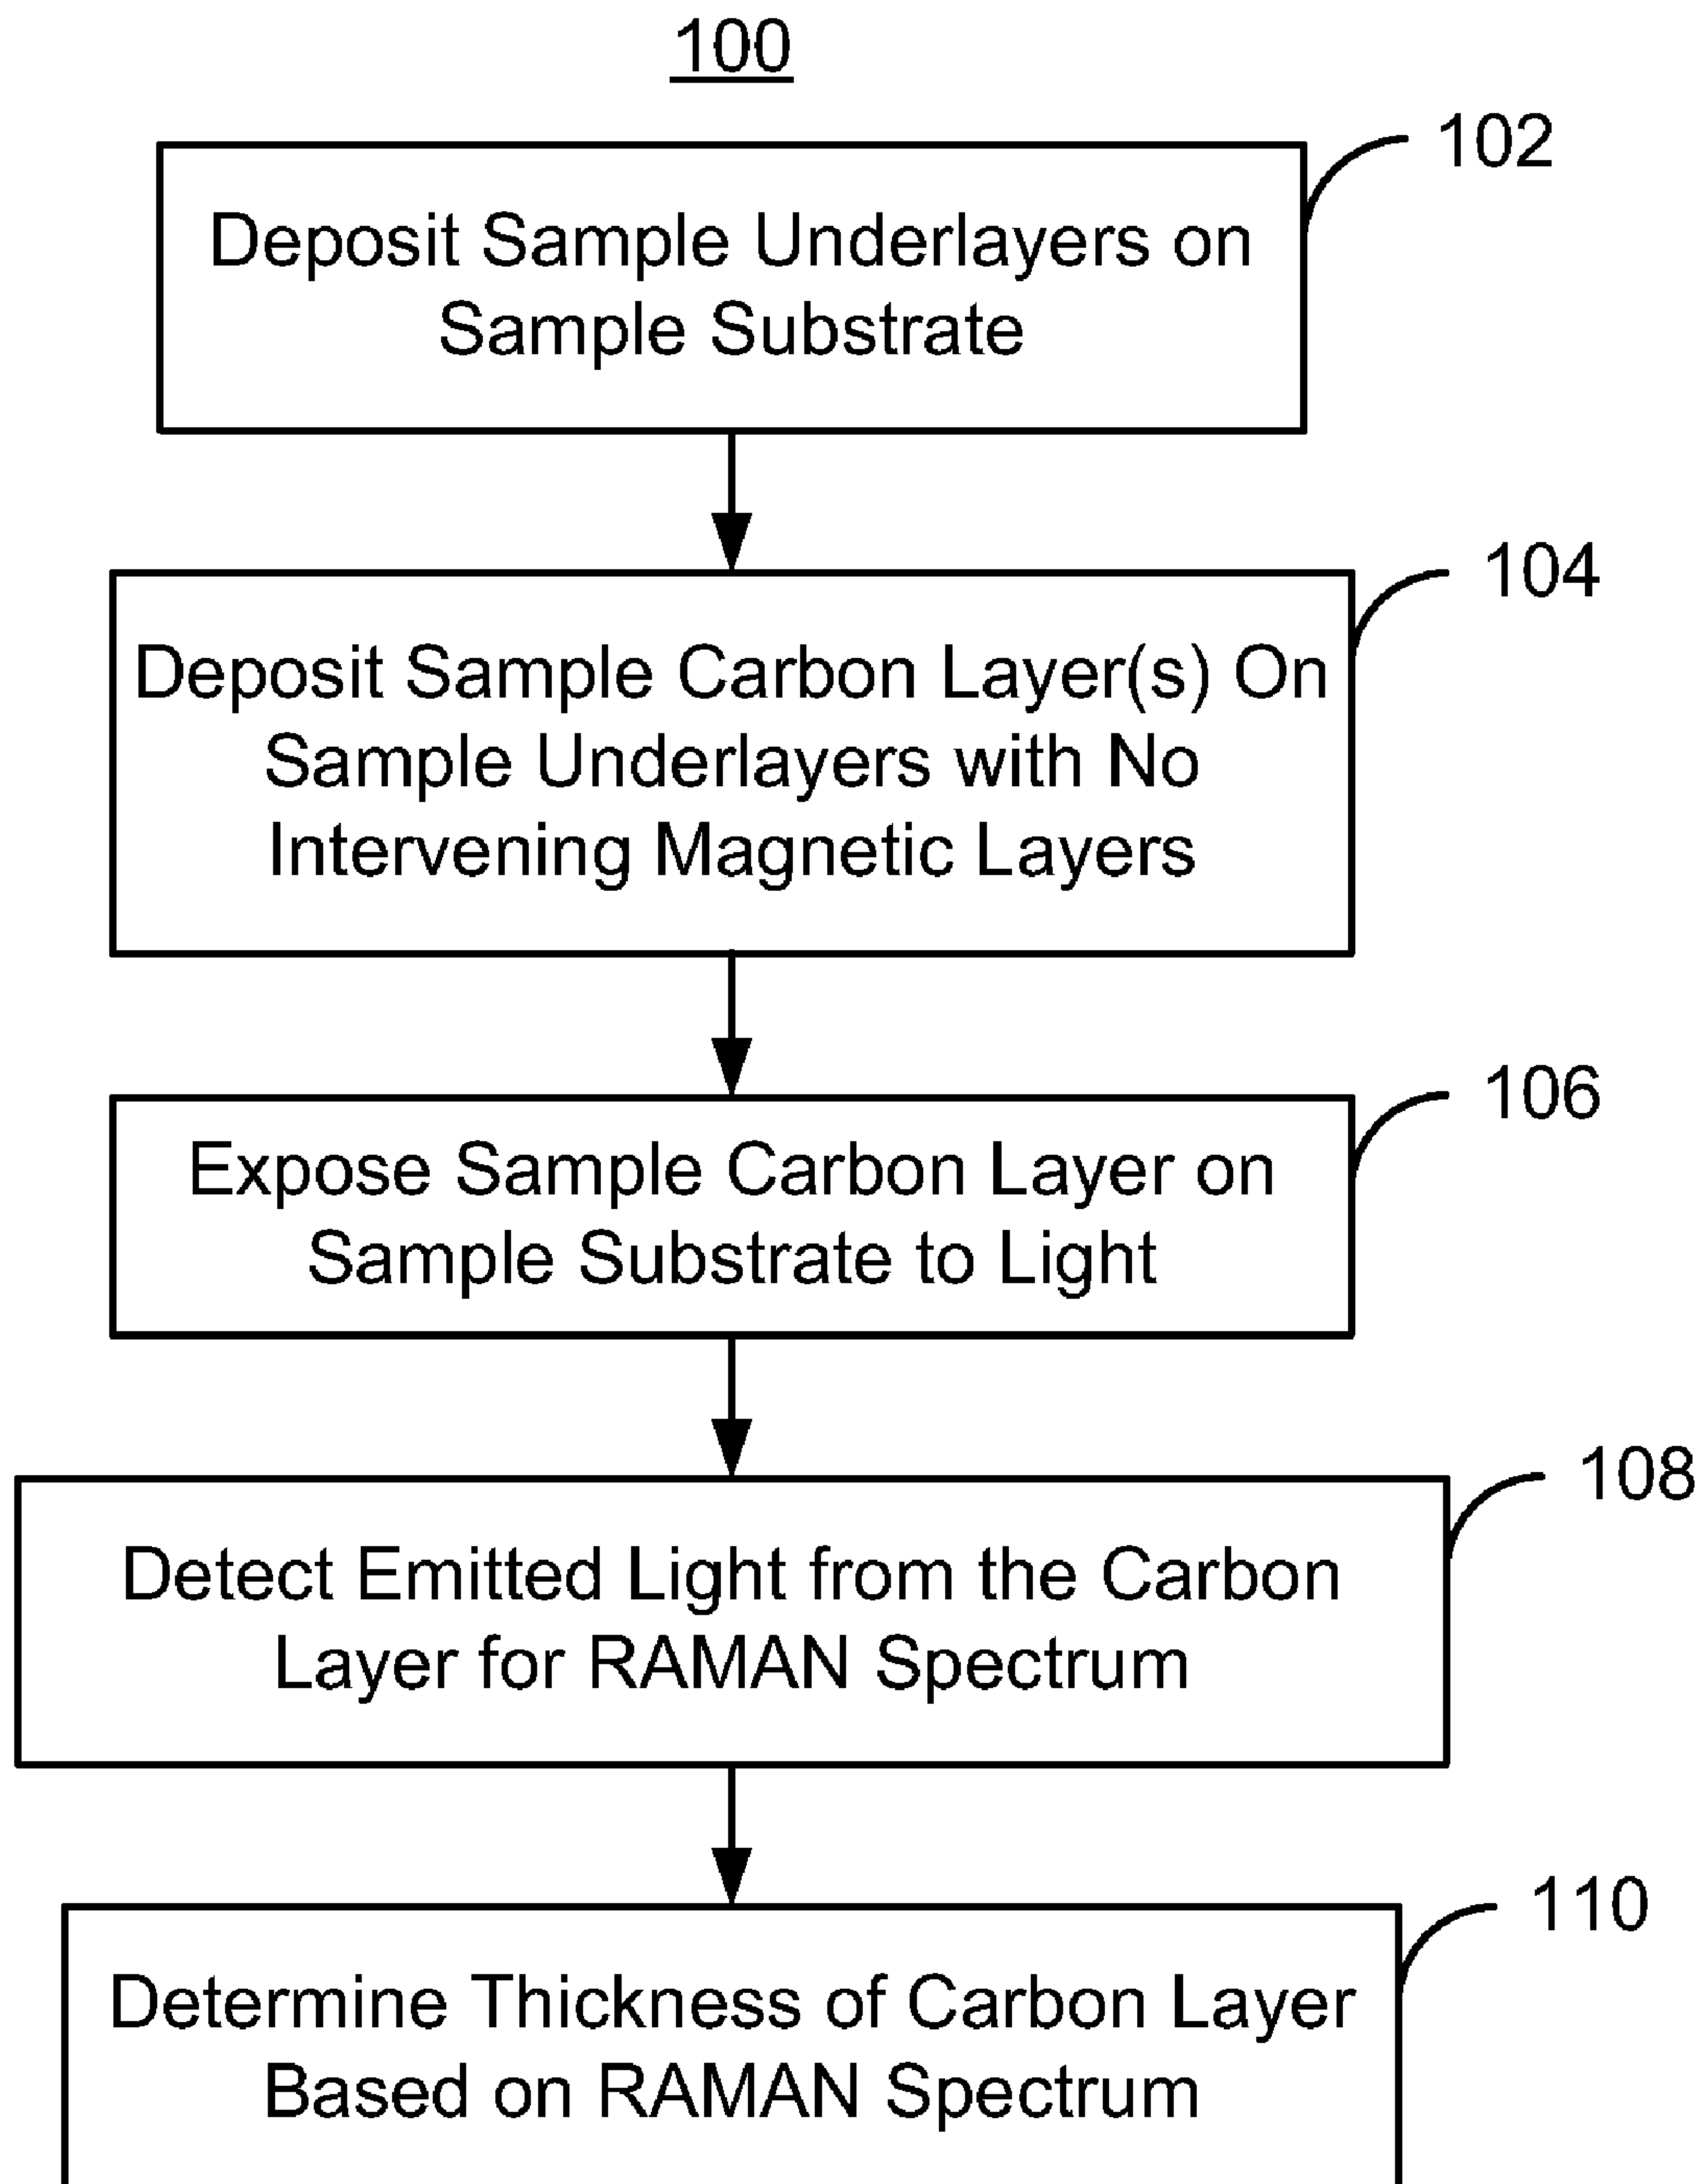 100
102
Deposit Sample Underlayers on
Sample Substrate
104
Deposit Sample Carbon Layer(s) On
Sample Underlayers with No
Intervening Magnetic Layers
106
Expose Sample Carbon Layer on
Sample Substrate to Light
108
Detect Emitted Light from the Carbon
Layer for RAMAN Spectrum
110
Determine Thickness of Carbon Layer
Based on RAMAN Spectrum